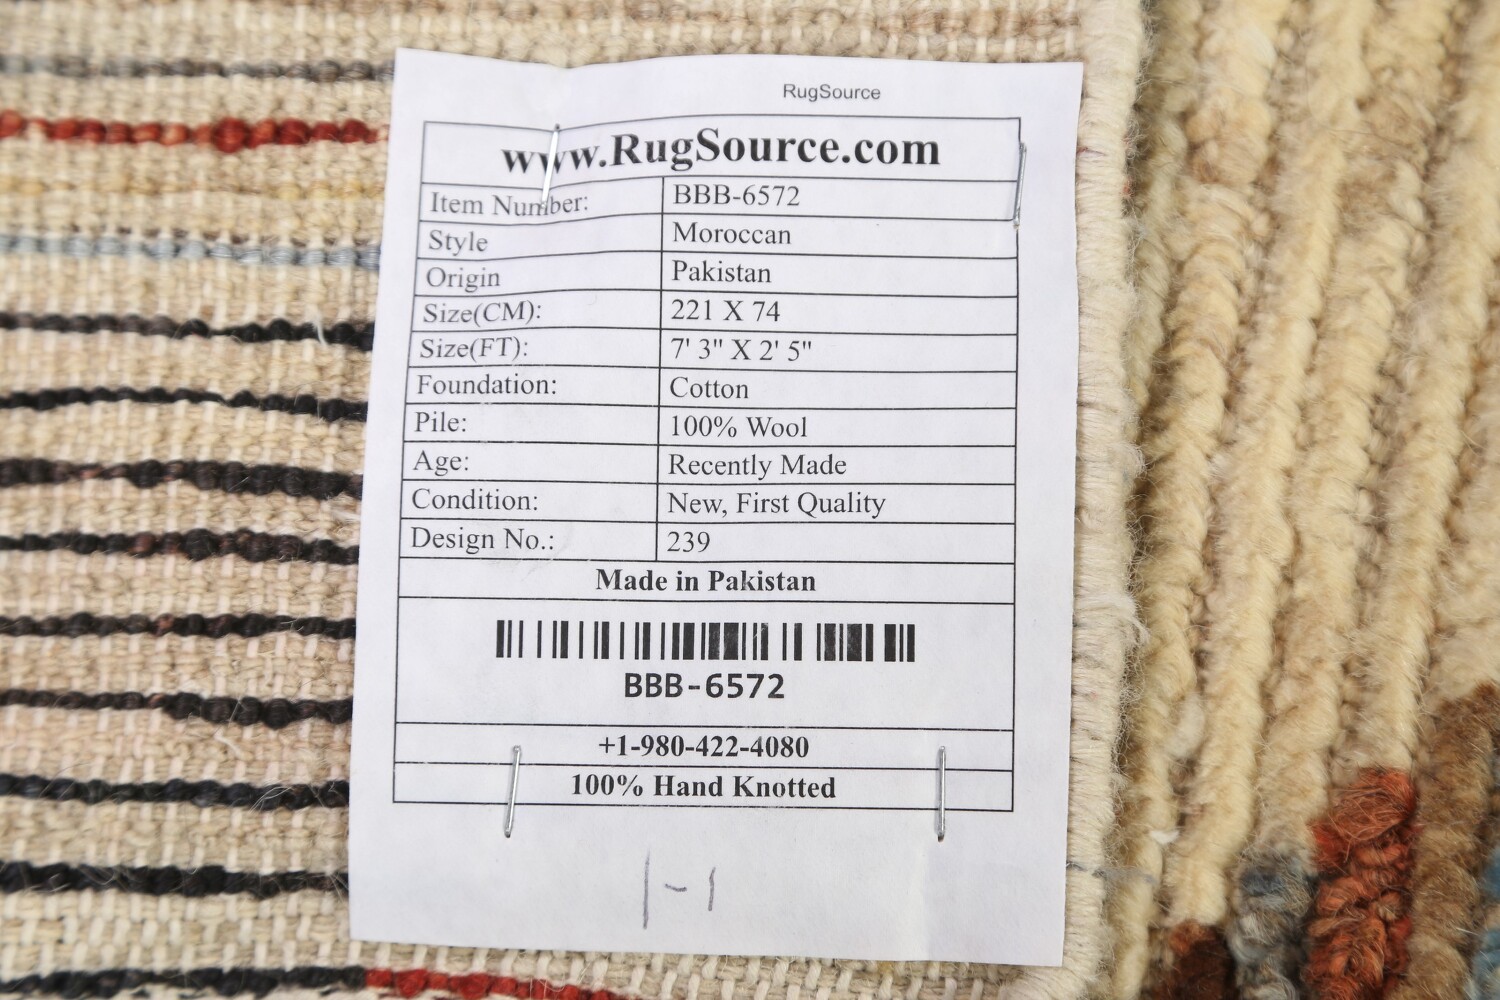 RugSource
www.RugSource.com
Item Number: BBB-6572
Style Moroccan
Origin Pakistan
Size(CM): 221 X 74
Size(FT): 7' 3" X 2' 5"
Foundation: Cotton
Pile: 100% Wool
Age: Recently Made
Condition: New, First Quality
Design No.: 239
Made in Pakistan
BBB-6572
+1-980-422-4080
100% Hand Knotted
1-1